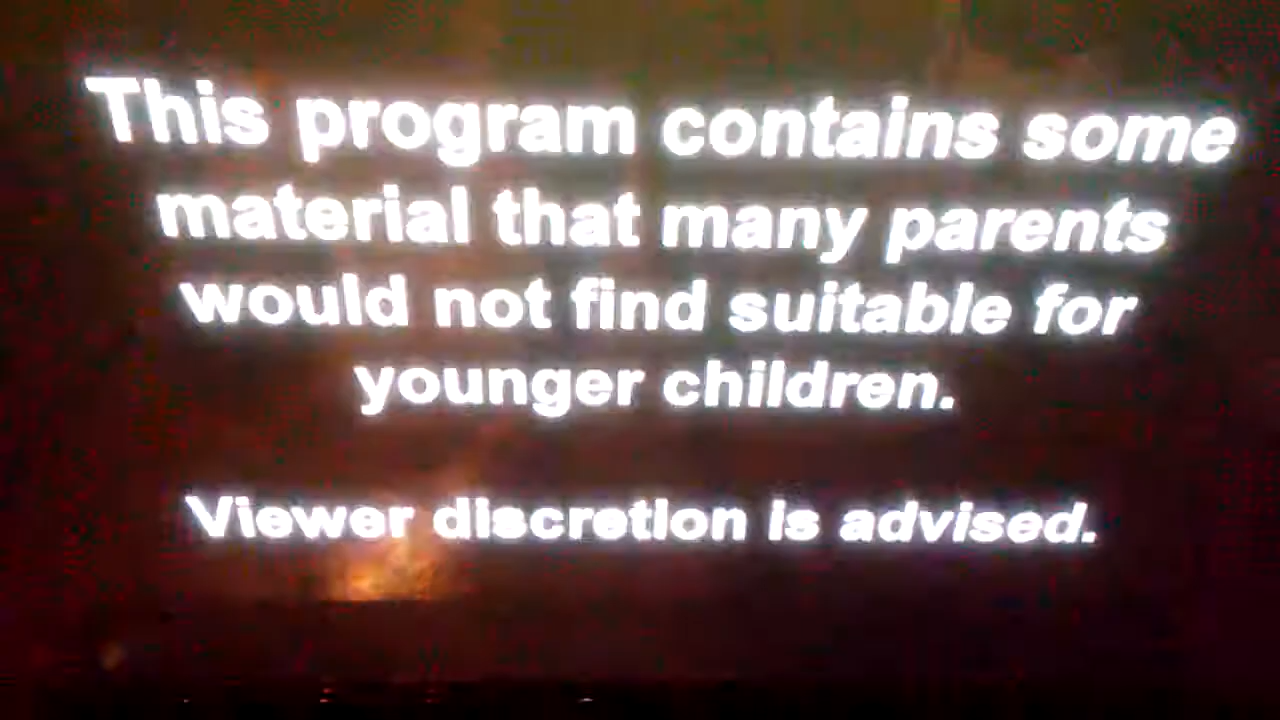 This program contains some
material that many parents
would not find suitable for
younger children.
Viewer discretion is advised.